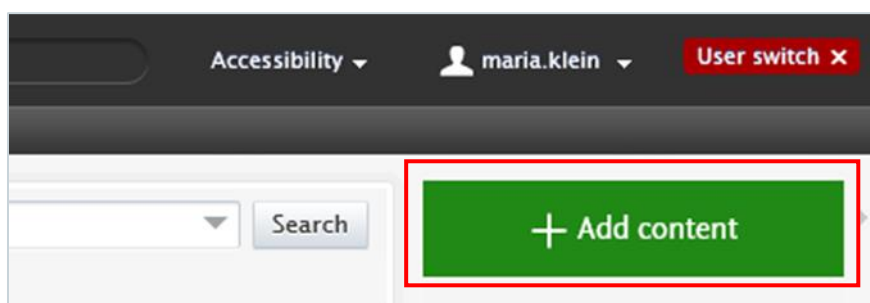 Accessibility
maria.klein
User switch ×
Search
+ Add content